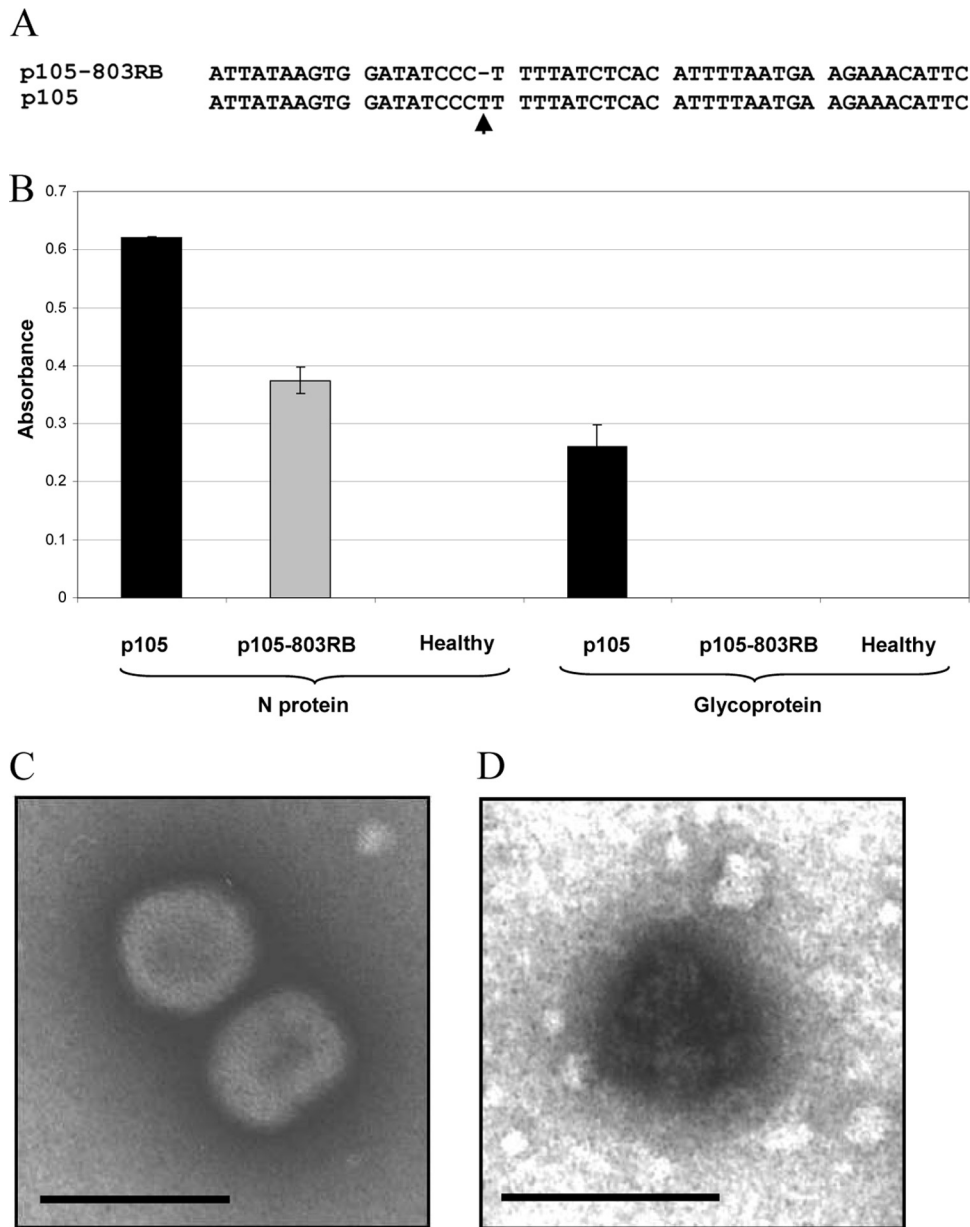 A
p105-803RB ATTATAAGTG GATATCCC-T TTTATCTCAC ATTTTAATGA AGAAACATTC
p105 ATTATAAGTG GATATCCCTT TTTATCTCAC ATTTTAATGA AGAAACATTC
B
Absorbance
0.7
0.6
0.5
0.4
0.3
0.2
0.1
0
p105 p105-803RB Healthy p105 p105-803RB Healthy
N protein Glycoprotein
C D